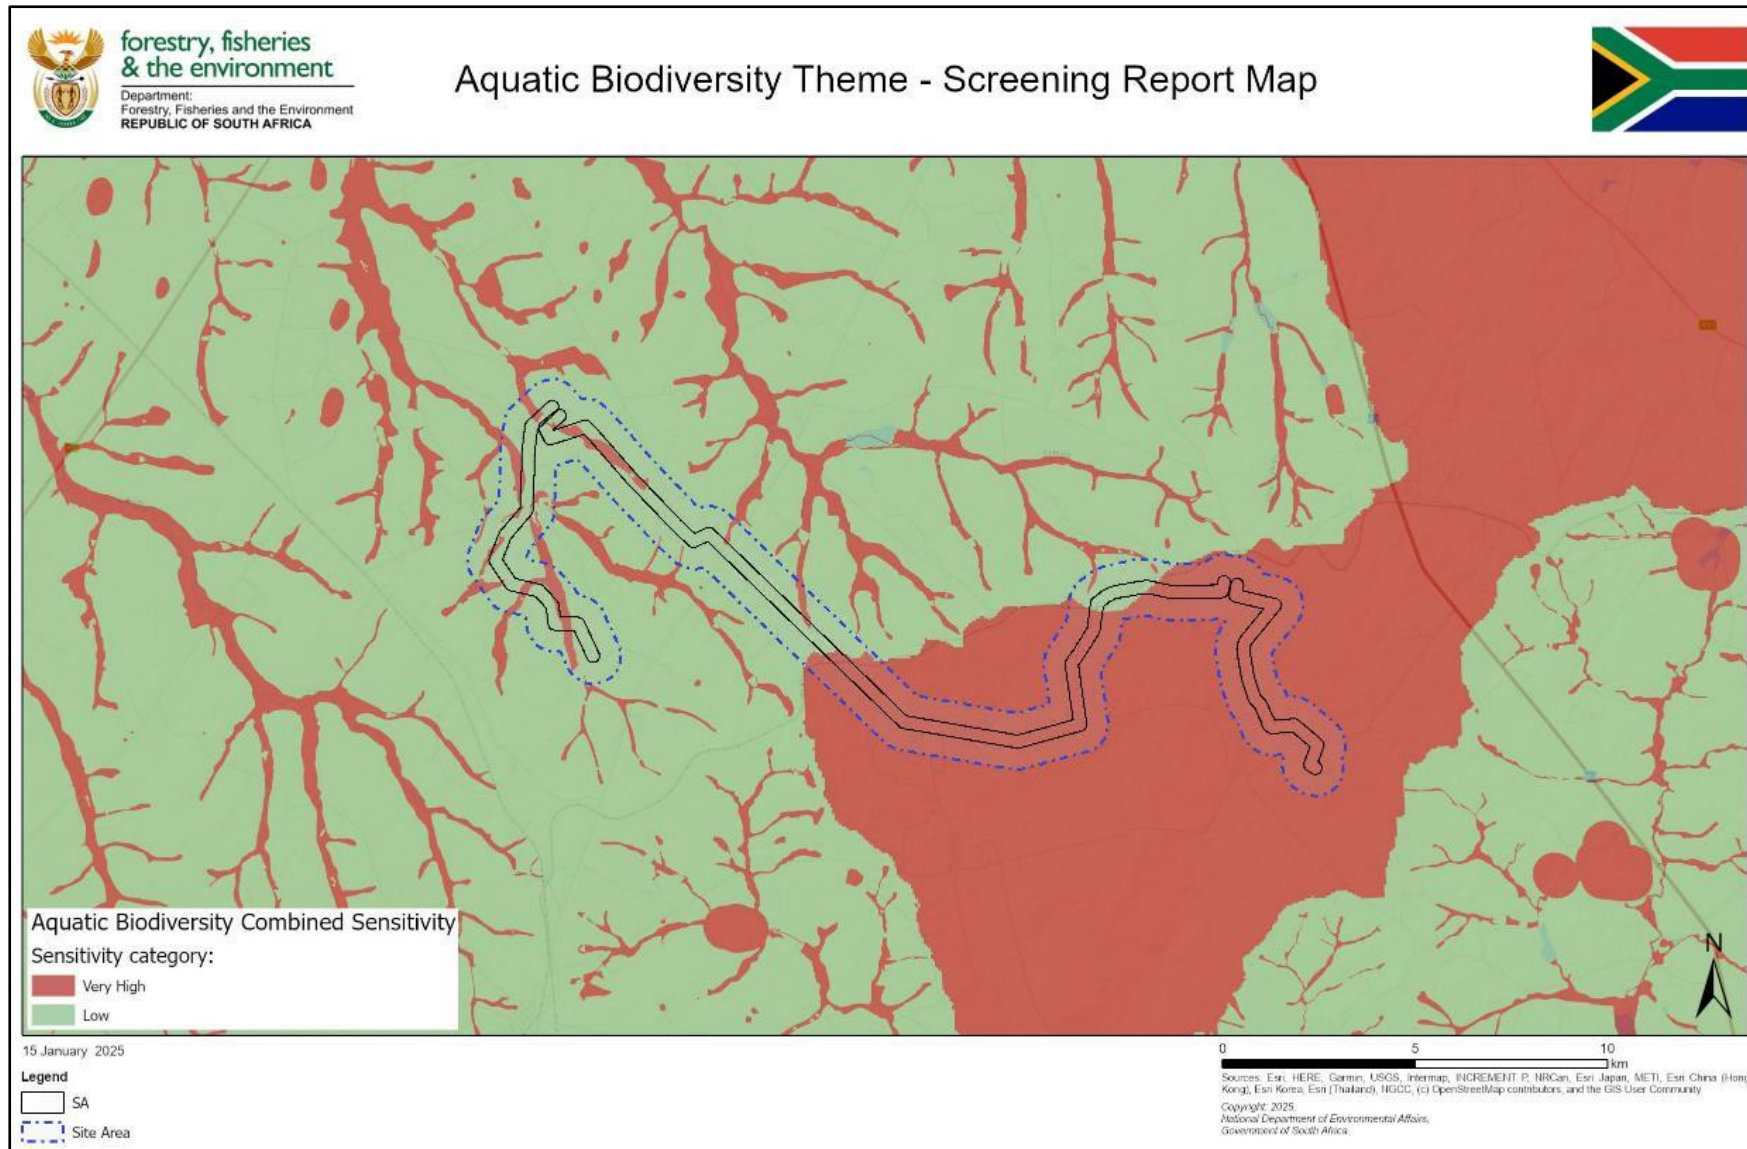 forestry, fisheries
& the environment
Department:
Forestry, Fisheries and the Environment
REPUBLIC OF SOUTH AFRICA
Aquatic Biodiversity Theme - Screening Report Map
Aquatic Biodiversity Combined Sensitivity
Sensitivity category:
Very High
Low
N
15 January 2025
Legend
SA
Site Area
0 5 10
km
Sources: Esri, HERE, Garmin, USGS, Intermap, INCREMENT P, NRCan, Esri Japan, METI, Esri China (Hong
Kong), Esri Korea, Esri (Thailand), NGCC, (c) OpenStreetMap contributors, and the GIS User Community
Copyright: 2025,
National Department of Environmental Affairs,
Government of South Africa.